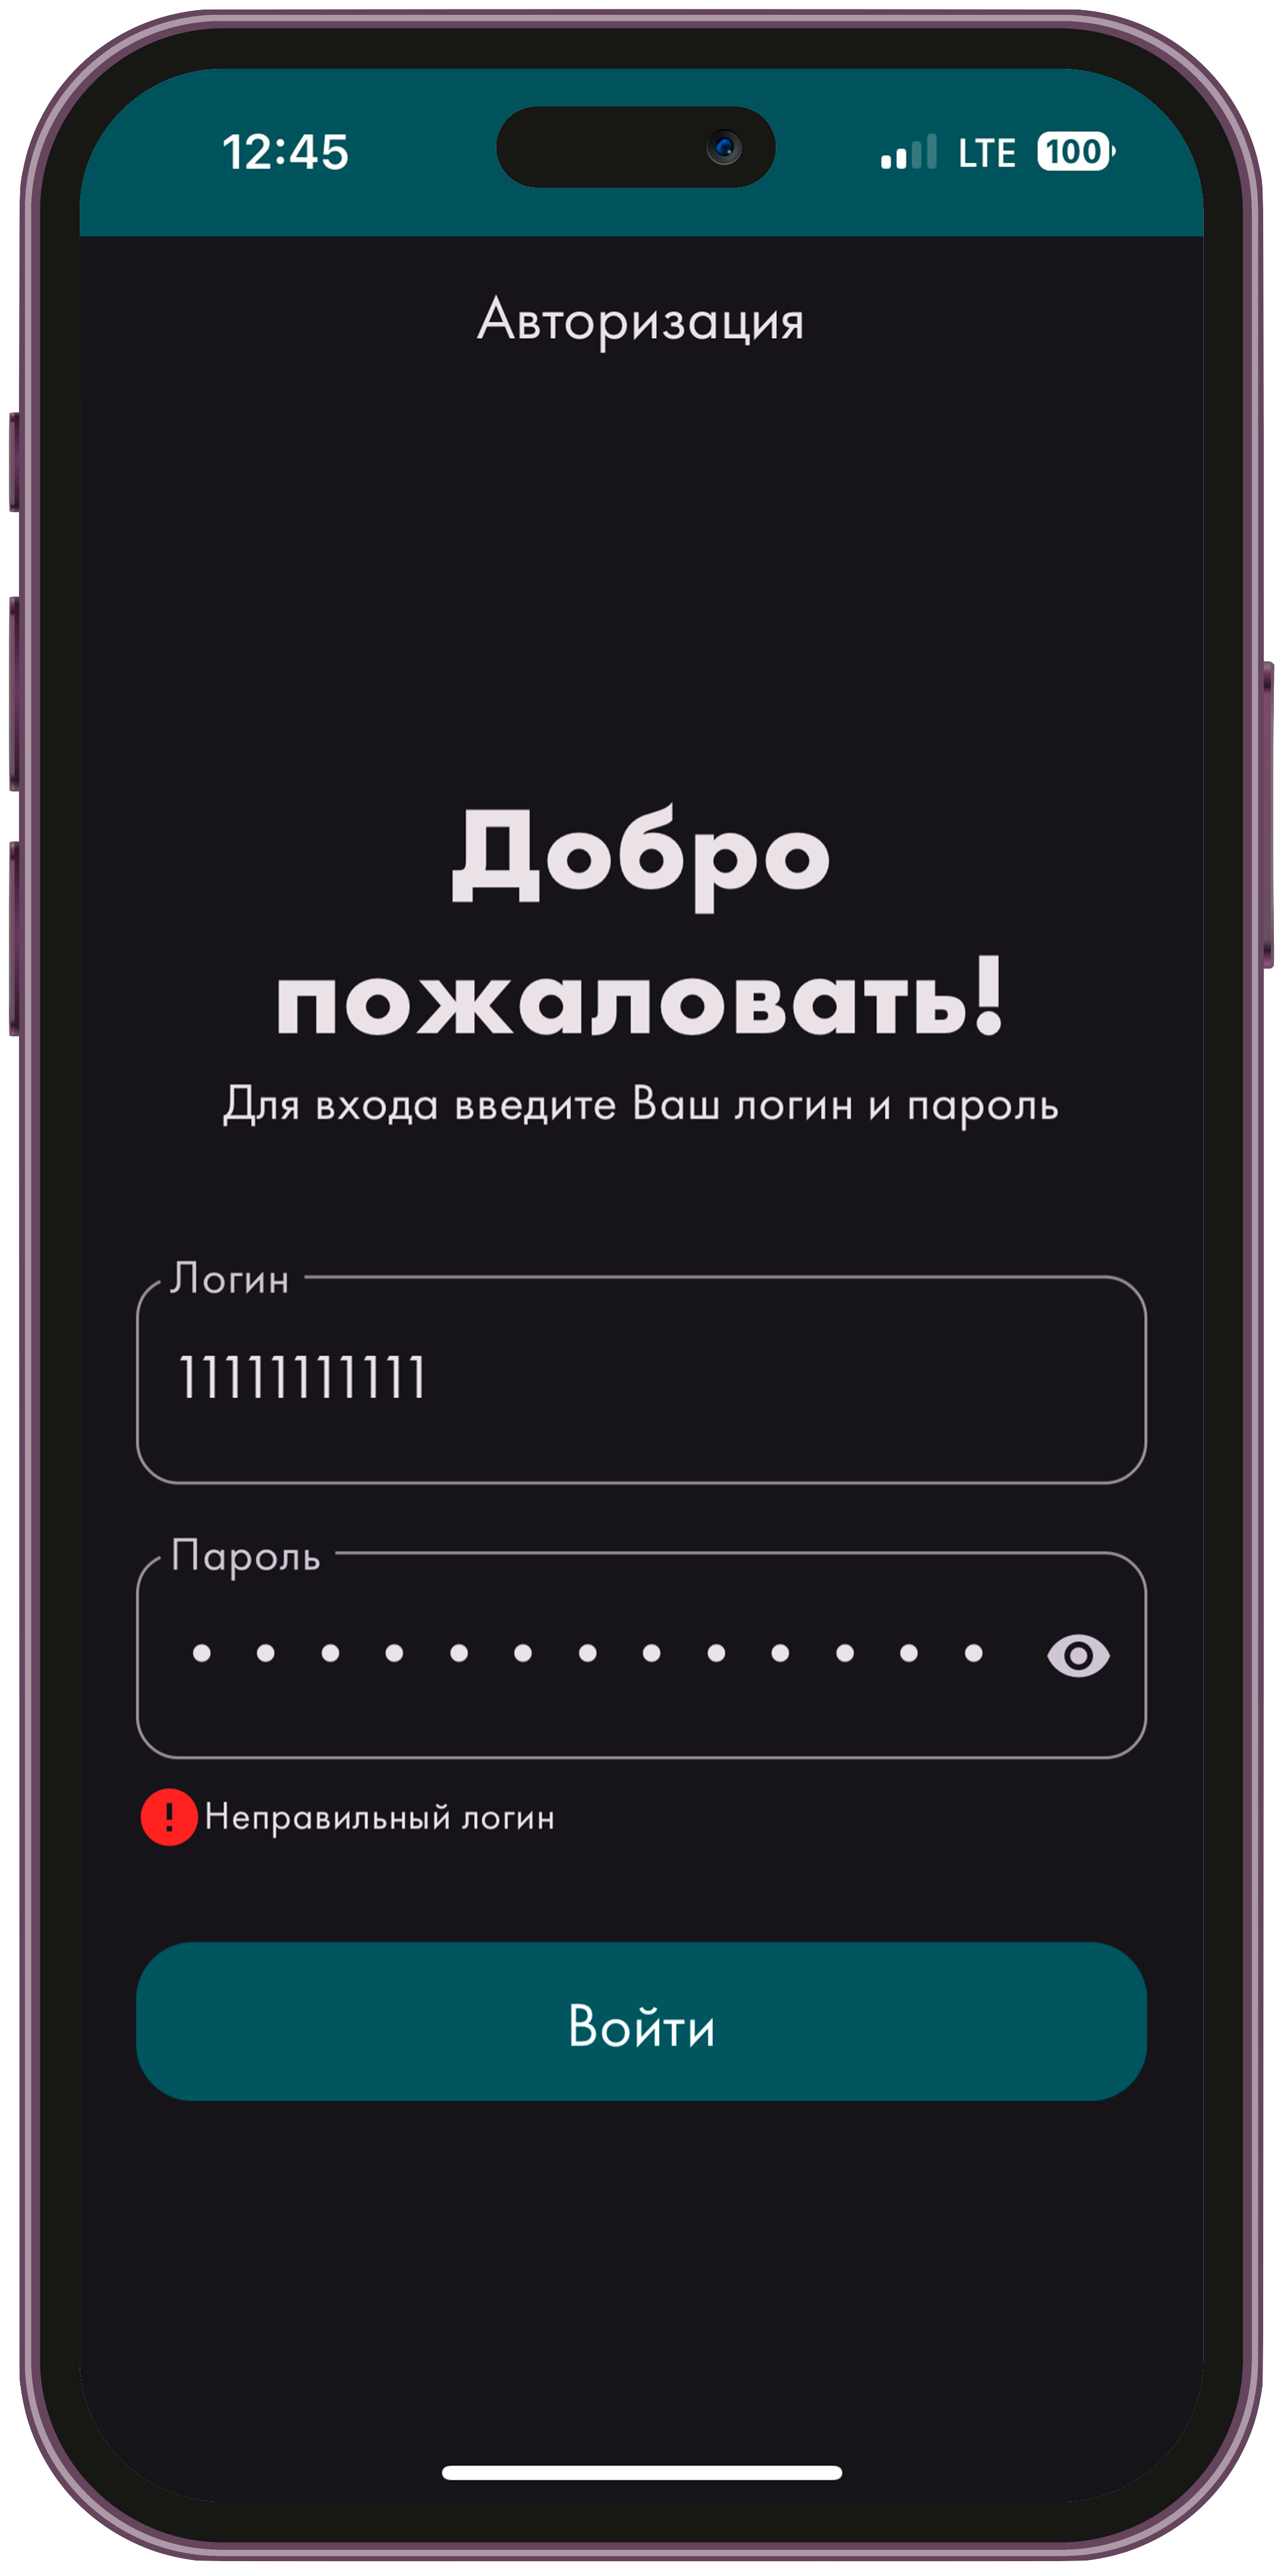 12:45 LTE 100
Авторизация
Добро
пожаловать!
Для входа введите Ваш логин и пароль
Логин
11111111111
Пароль
Неправильный логин
Войти